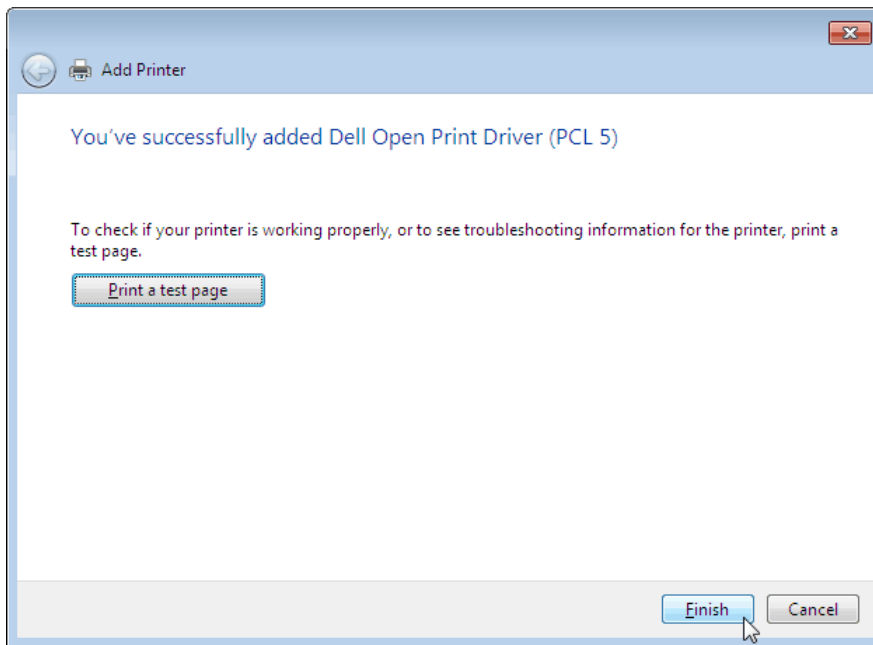 Add Printer
You've successfully added Dell Open Print Driver (PCL 5)
To check if your printer is working properly, or to see troubleshooting information for the printer, print a
test page.
Print a test page
Finish
Cancel